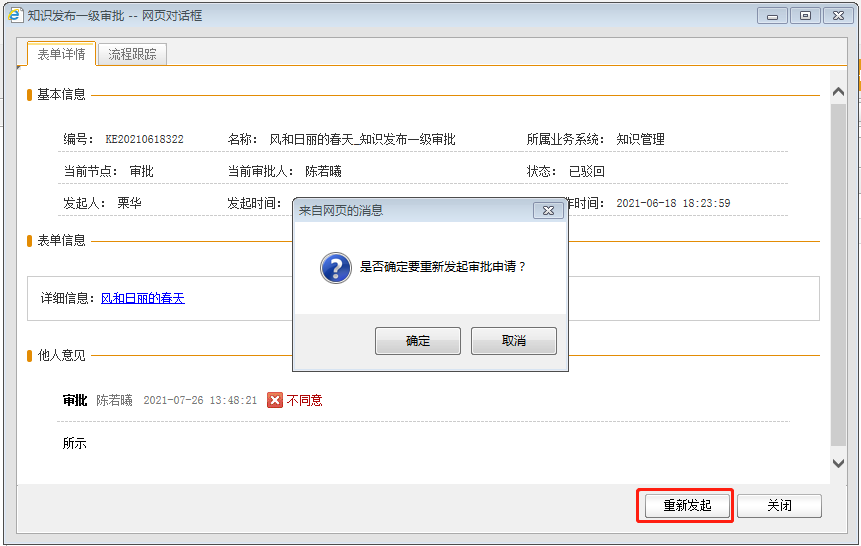 知识发布一级审批 -- 网页对话框
表单详情 流程跟踪
基本信息
编号： KE20210618322 名称： 风和日丽的春天_知识发布一级审批 所属业务系统： 知识管理
当前节点： 审批 当前审批人： 陈若曦 状态： 已驳回
发起人： 栗华 发起时间： 作时间： 2021-06-18 18:23:59
来自网页的消息
是否确定要重新发起审批申请？
确定 取消
表单信息
详细信息：风和日丽的春天
他人意见
审批 陈若曦 2021-07-26 13:48:21 不同意
所示
重新发起 关闭